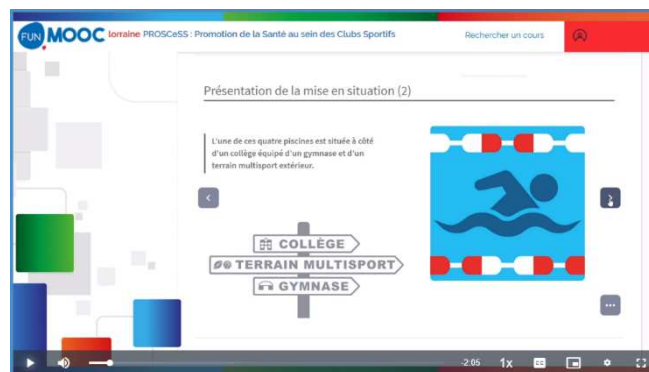 FUN MOOC lorraine PROSCeSS : Promotion de la Santé au sein des Clubs Sportifs
Rechercher un cours
Présentation de la mise en situation (2)
L'une de ces quatre piscines est située à côté
d'un collège équipé d'un gymnase et d'un
terrain multisport extérieur.
COLLÈGE
TERRAIN MULTISPORT
GYMNASE
-2:05 1x CC